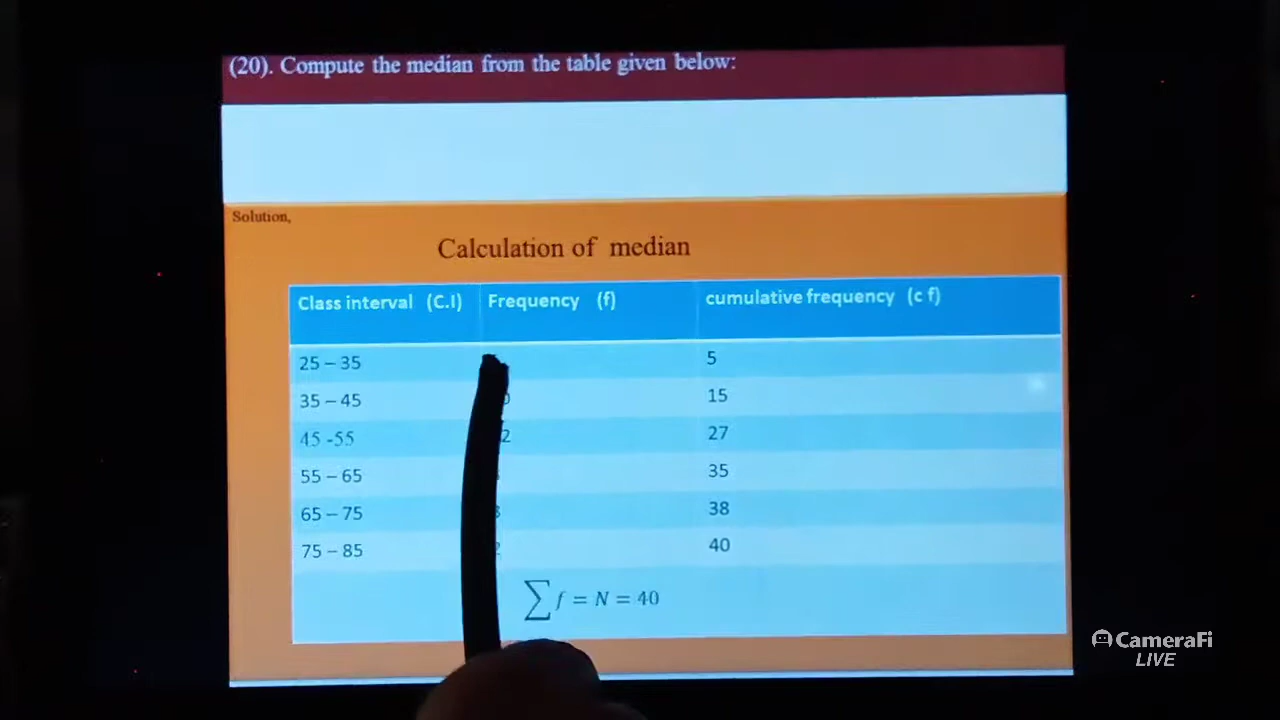 (20). Compute the median from the table given below:
Solution,
Calculation of median
Class interval (C.I) Frequency (f) cumulative frequency (c f)
25 – 35 5
35 – 45 15
45 -55 27
55 – 65 35
65 – 75 3 38
75 – 85 2 40
∑f = N = 40
CameraFi
LIVE